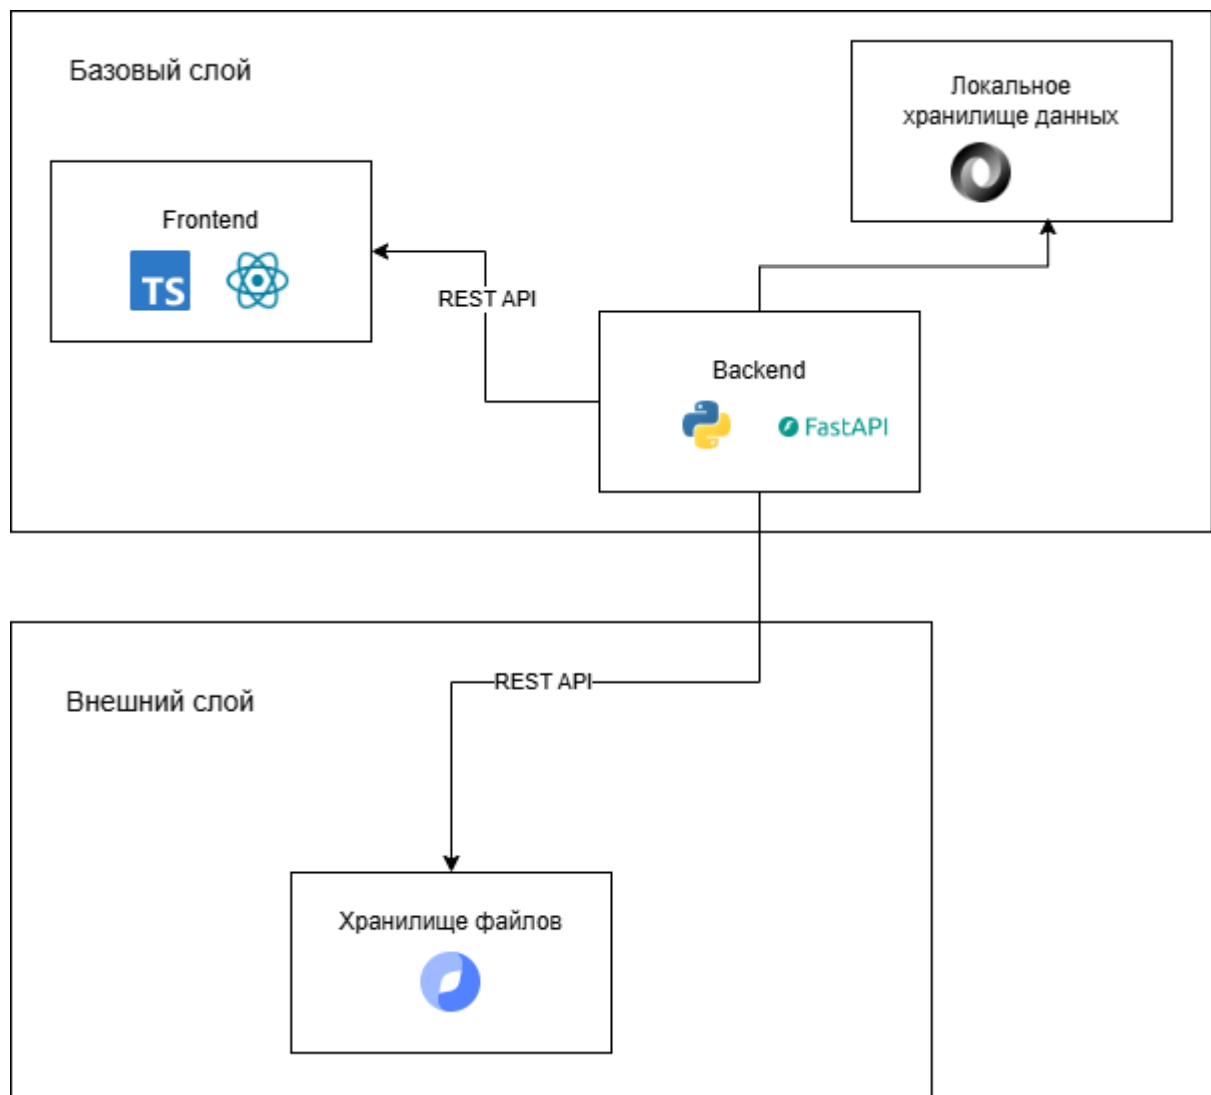 Базовый слой
Локальное
хранилище данных
Frontend
TS
REST API
Backend
FastAPI
REST API
Внешний слой
Хранилище файлов